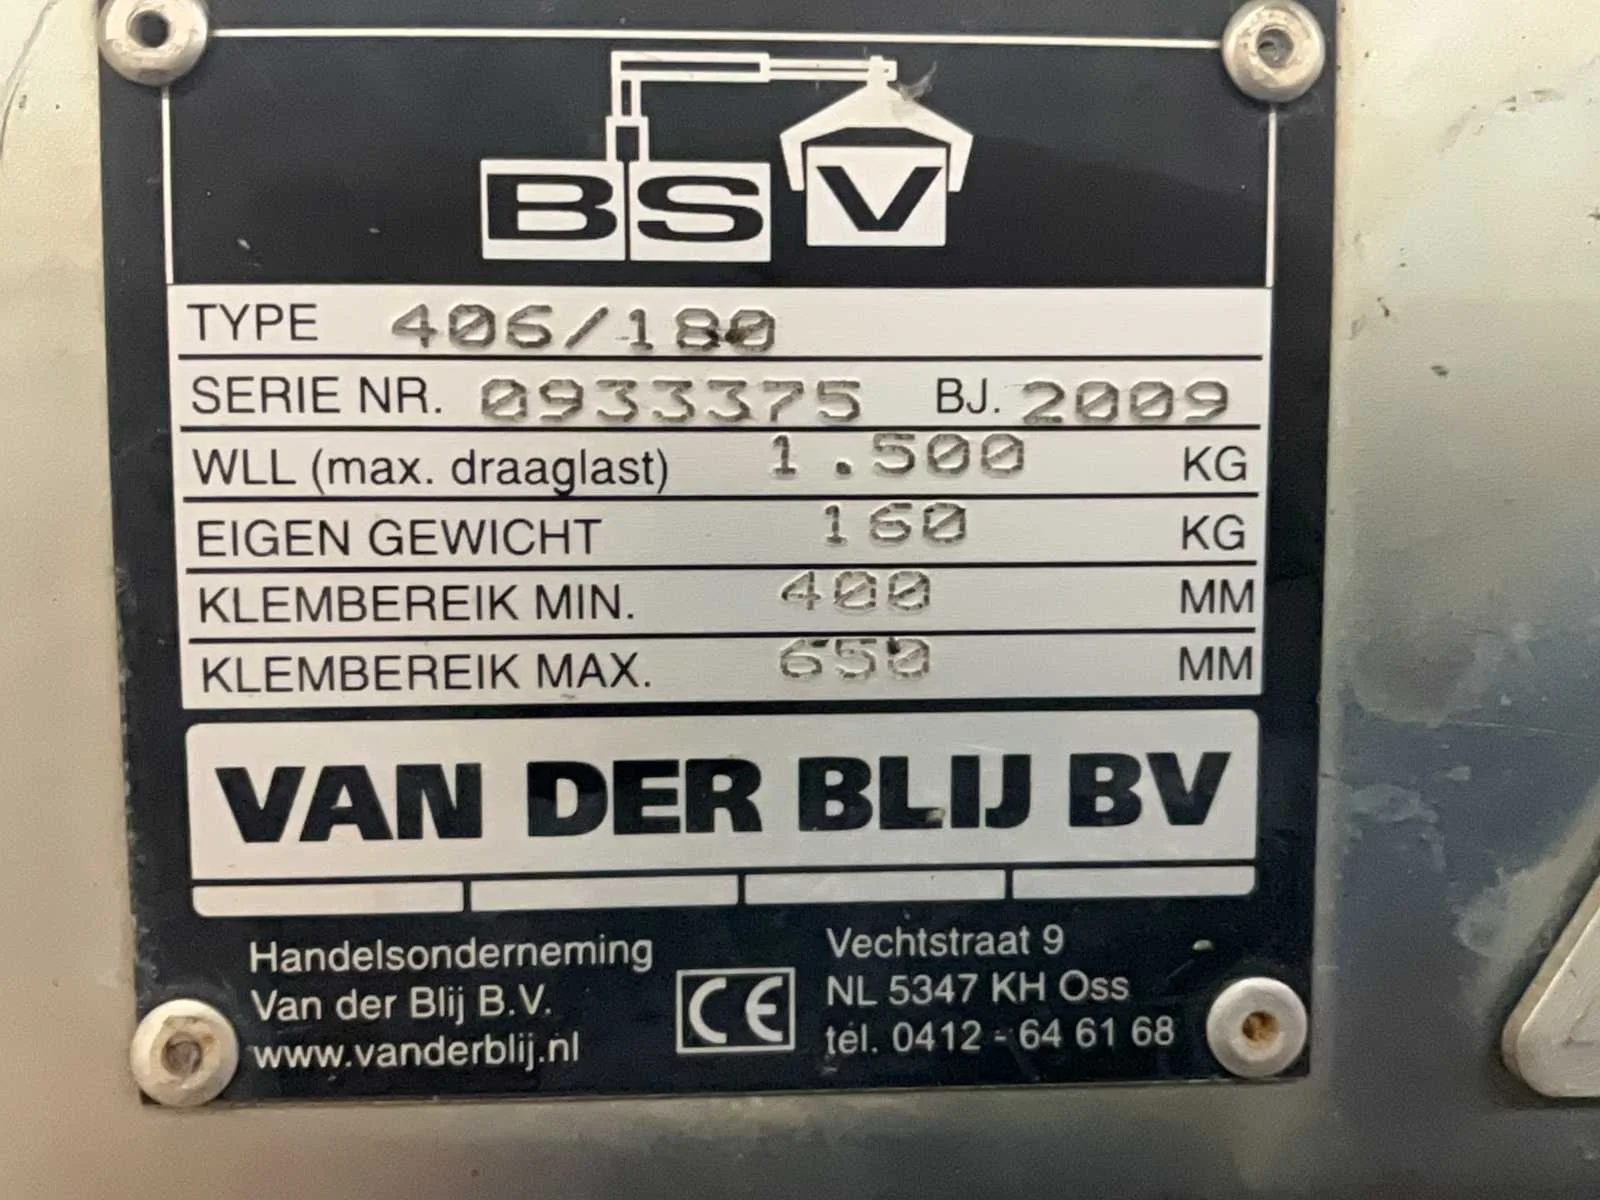 BSV
TYPE 406/180
SERIE NR. 0933375 BJ. 2009
WLL (max. draaglast) 1.500 KG
EIGEN GEWICHT 160 KG
KLEMBEREIK MIN. 400 MM
KLEMBEREIK MAX. 650 MM
VAN DER BLIJ BV
Handelsonderneming
Van der Blij B.V.
www.vanderblij.nl
CE
Vechtstraat 9
NL 5347 KH Oss
tel. 0412 - 64 61 68